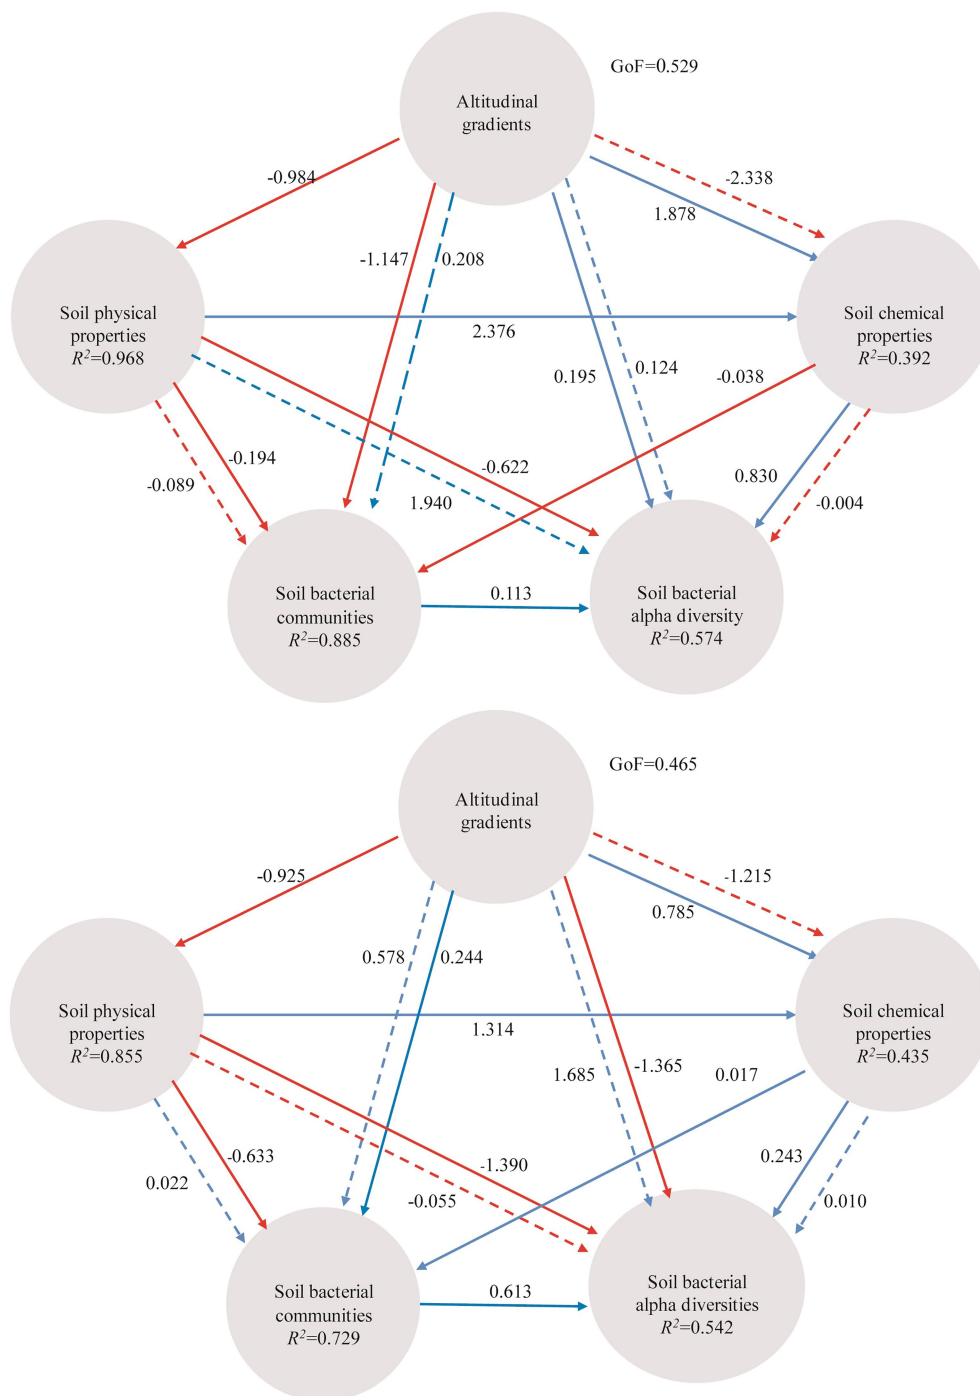 GoF=0.529
Altitudinal
gradients
-0.984
-2.338
1.878
-1.147
0.208
Soil physical
properties
R²=0.968
Soil chemical
properties
R²=0.392
2.376
0.195
0.124
-0.038
-0.194
-0.089
-0.622
1.940
0.830
-0.004
Soil bacterial
communities
R²=0.885
0.113
Soil bacterial
alpha diversity
R²=0.574
GoF=0.465
Altitudinal
gradients
-0.925
-1.215
0.785
0.578
0.244
Soil physical
properties
R²=0.855
Soil chemical
properties
R²=0.435
1.314
1.685
-1.365
0.017
-0.633
0.022
-1.390
-0.055
0.243
0.010
Soil bacterial
communities
R²=0.729
0.613
Soil bacterial
alpha diversities
R²=0.542